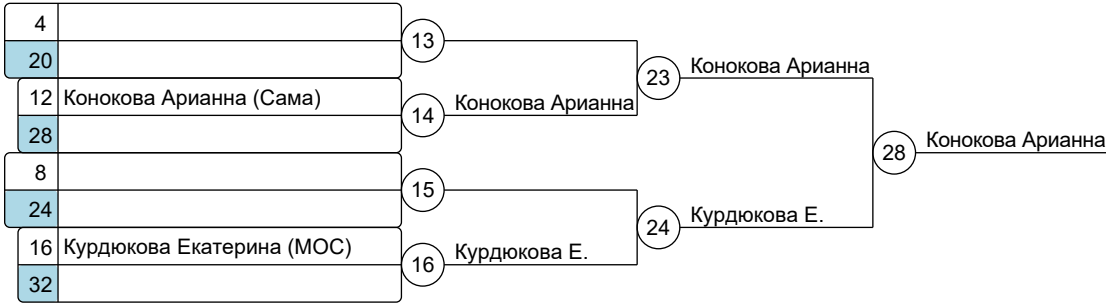 4
13
20
Конокова Арианна
23
12 Конокова Арианна (Сама)
14
Конокова Арианна
28
28
Конокова Арианна
8
15
24
Курдюкова Е.
24
16 Курдюкова Екатерина (МОС)
16
Курдюкова Е.
32